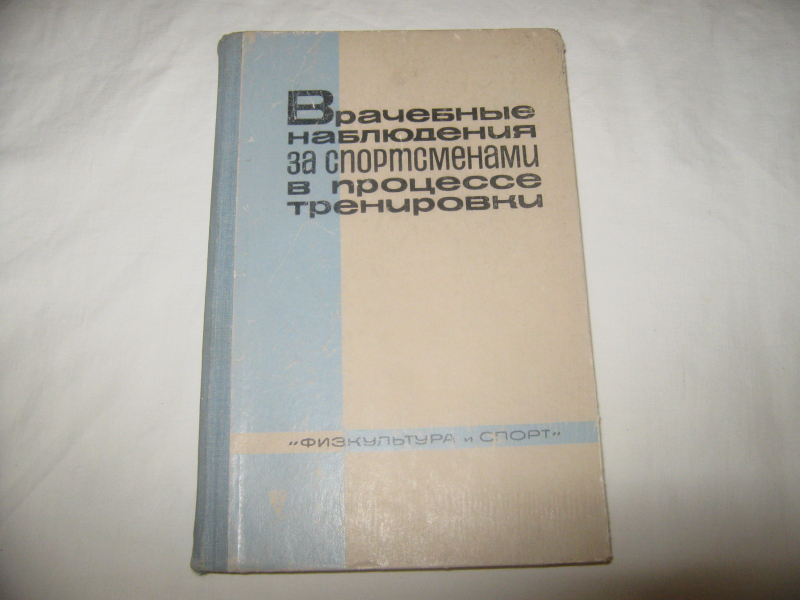 Врачебные
наблюдения
за спортсменами
в процессе
тренировки
"ФИЗКУЛЬТУРА и СПОРТ"